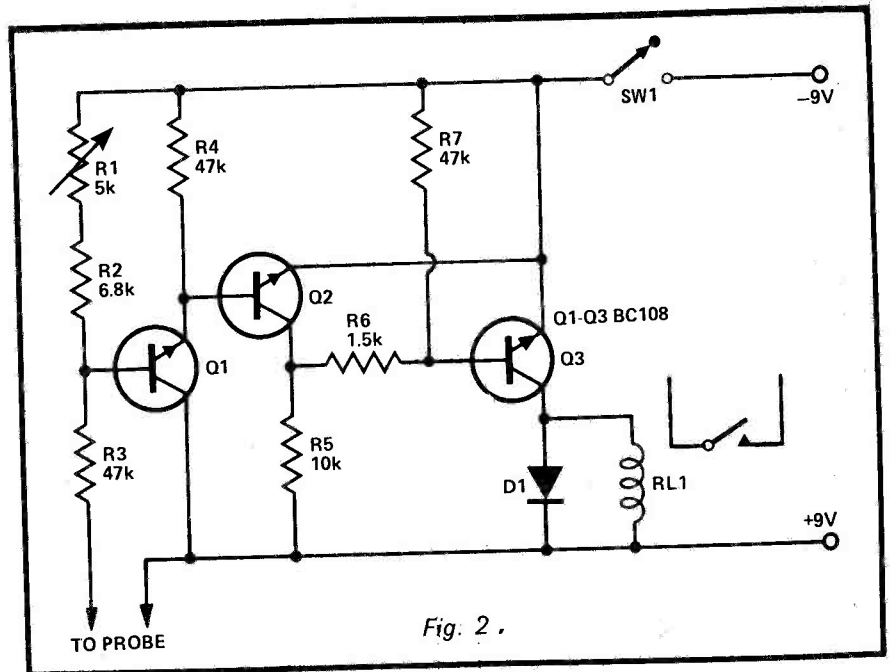 SW1
−9V
R1
5k
R4
47k
R7
47k
R2
6.8k
Q2
Q1-Q3 BC108
R6
1.5k
Q1
Q3
R3
47k
R5
10k
D1
RL1
+9V
TO PROBE
Fig. 2 .